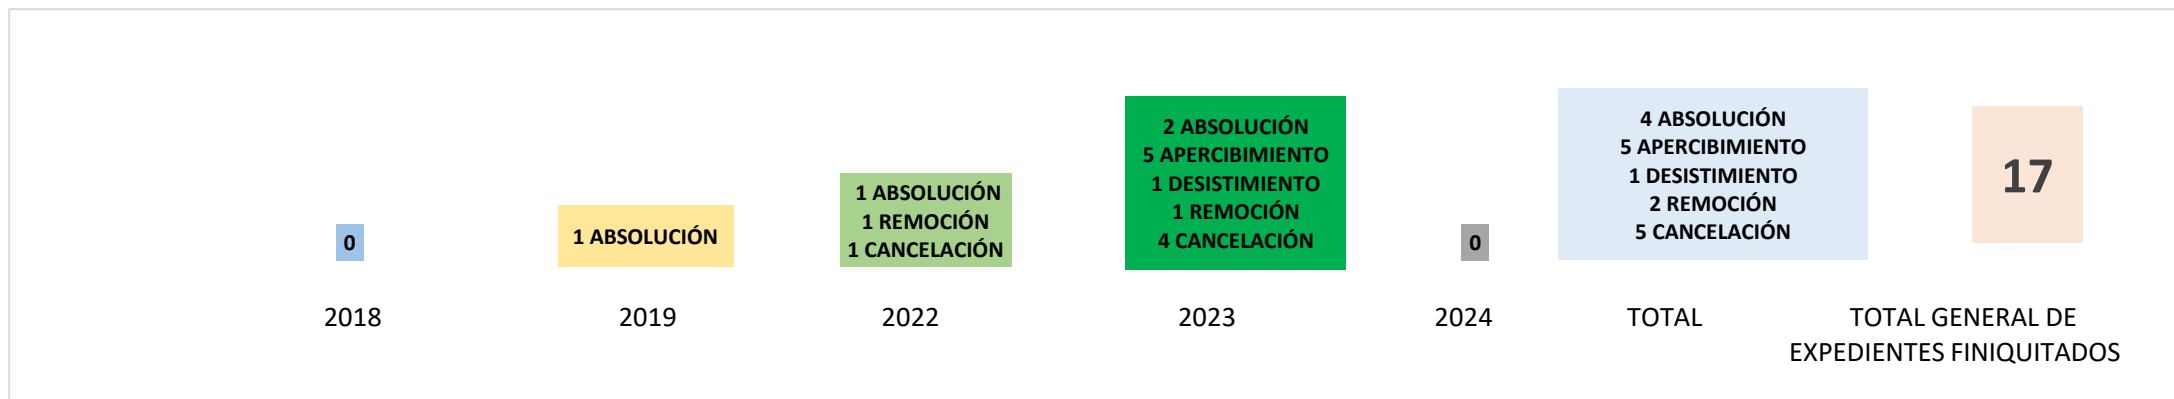 0
1 ABSOLUCIÓN
1 ABSOLUCIÓN
1 REMOCIÓN
1 CANCELACIÓN
2 ABSOLUCIÓN
5 APERCIBIMIENTO
1 DESISTIMIENTO
1 REMOCIÓN
4 CANCELACIÓN
0
4 ABSOLUCIÓN
5 APERCIBIMIENTO
1 DESISTIMIENTO
2 REMOCIÓN
5 CANCELACIÓN
17
2018
2019
2022
2023
2024
TOTAL
TOTAL GENERAL DE
EXPEDIENTES FINIQUITADOS